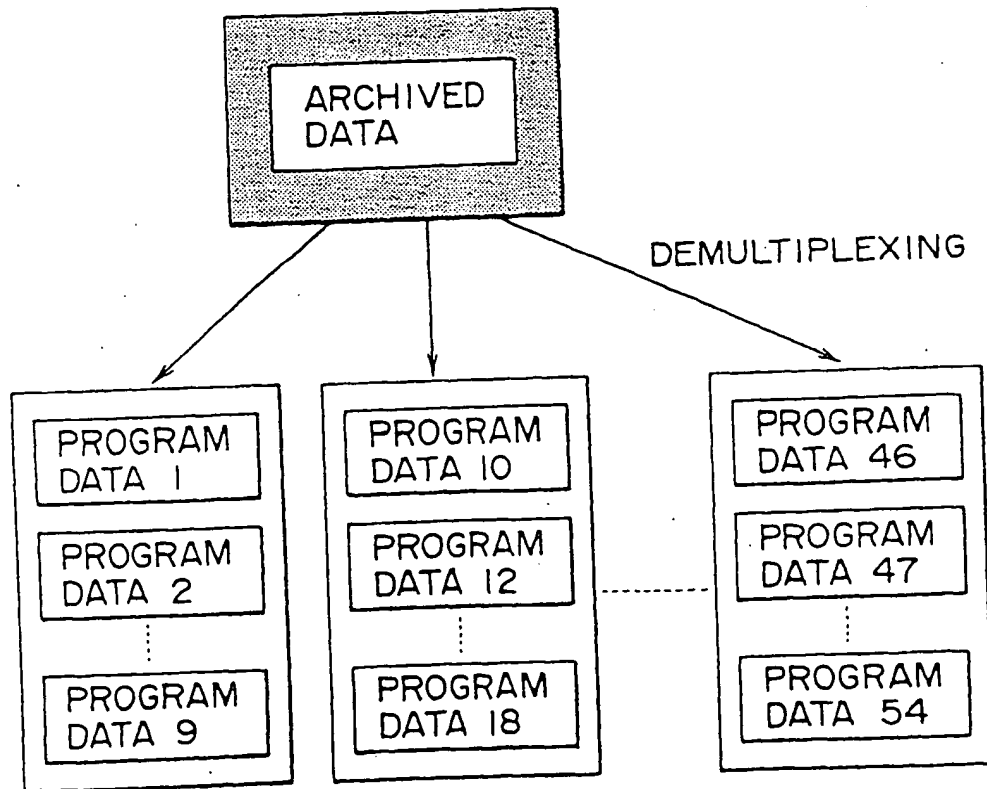 ARCHIVED
DATA
DEMULTIPLEXING
PROGRAM
DATA 1
PROGRAM
DATA 2
PROGRAM
DATA 9
PROGRAM
DATA 10
PROGRAM
DATA 12
PROGRAM
DATA 18
PROGRAM
DATA 46
PROGRAM
DATA 47
PROGRAM
DATA 54